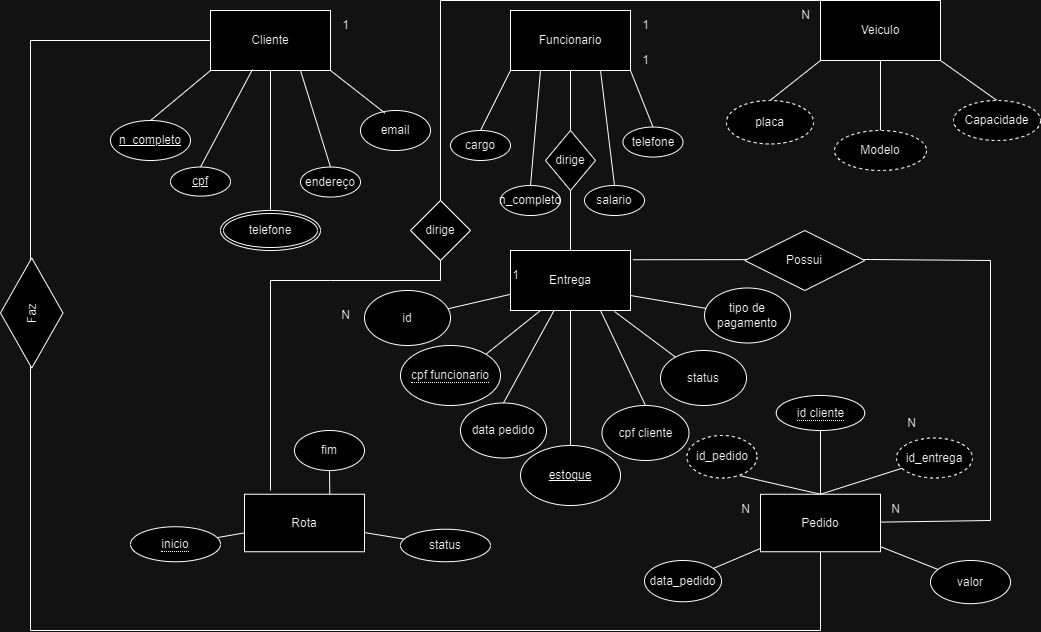 Cliente
1
Funcionario
1
1
N
Veiculo
n_completo
cpf
telefone
endereço
email
cargo
n_completo
dirige
salario
telefone
placa
Modelo
Capacidade
dirige
Faz
1
Entrega
Possui
N
id
tipo de
pagamento
cpf funcionario
status
data pedido
cpf cliente
estoque
fim
Rota
inicio
status
id cliente
N
id_pedido
id_entrega
N
Pedido
N
data_pedido
valor